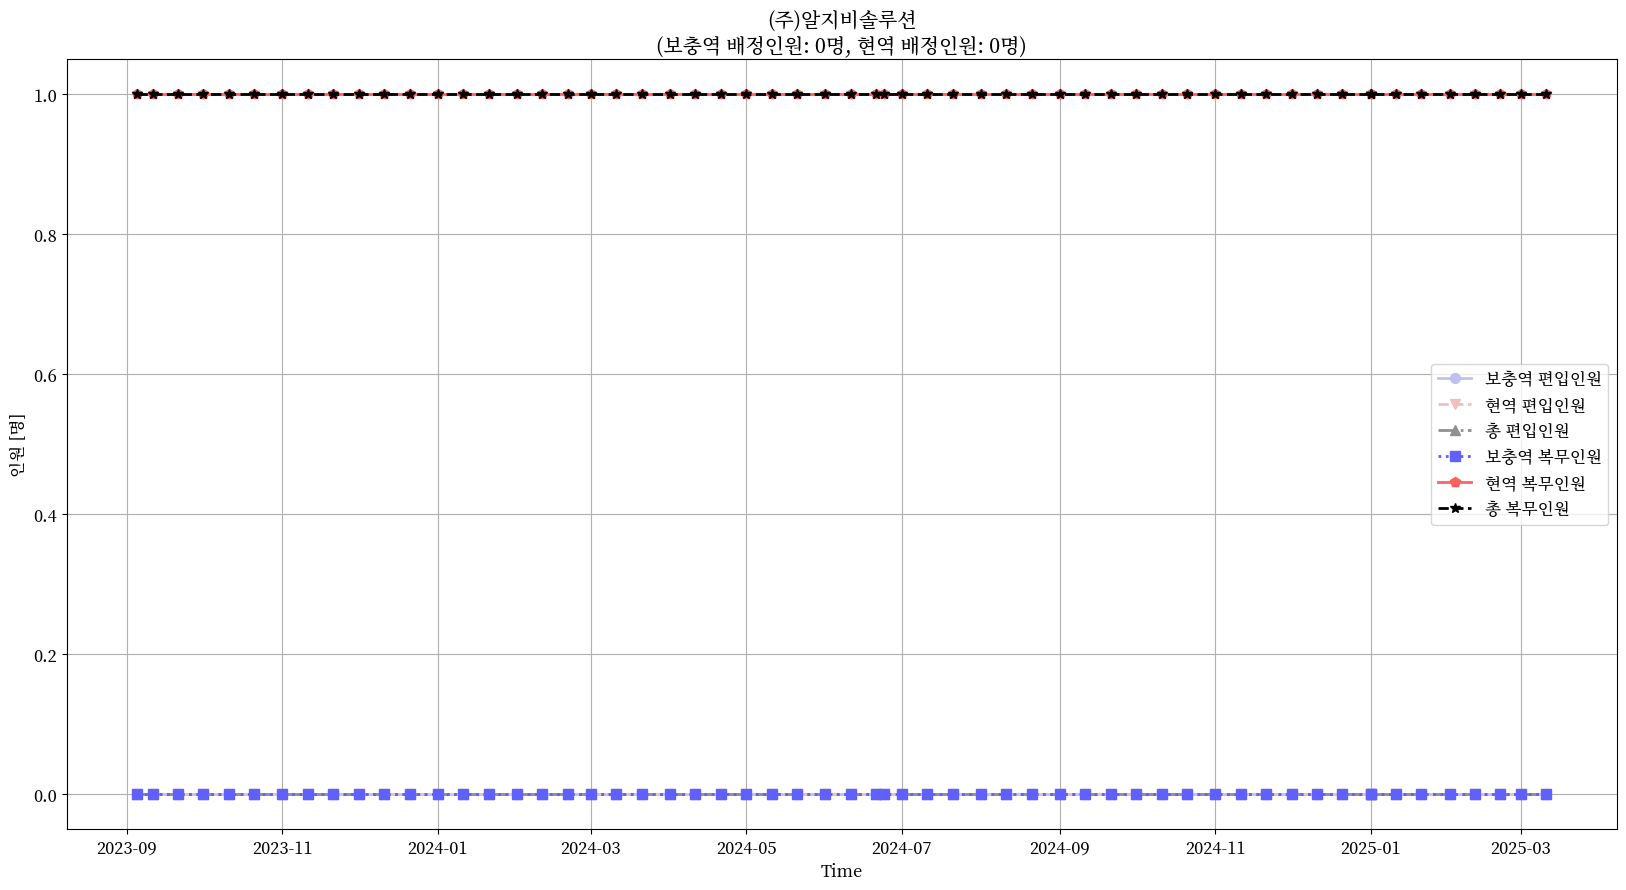 (주)알지비솔루션
(보충역 배정인원: 0명, 현역 배정인원: 0명)
1.0
0.8
0.6
0.4
0.2
0.0
인원 [명]
보충역 편입인원
현역 편입인원
총 편입인원
보충역 복무인원
현역 복무인원
총 복무인원
2023-09 2023-11 2024-01 2024-03 2024-05 2024-07 2024-09 2024-11 2025-01 2025-03
Time